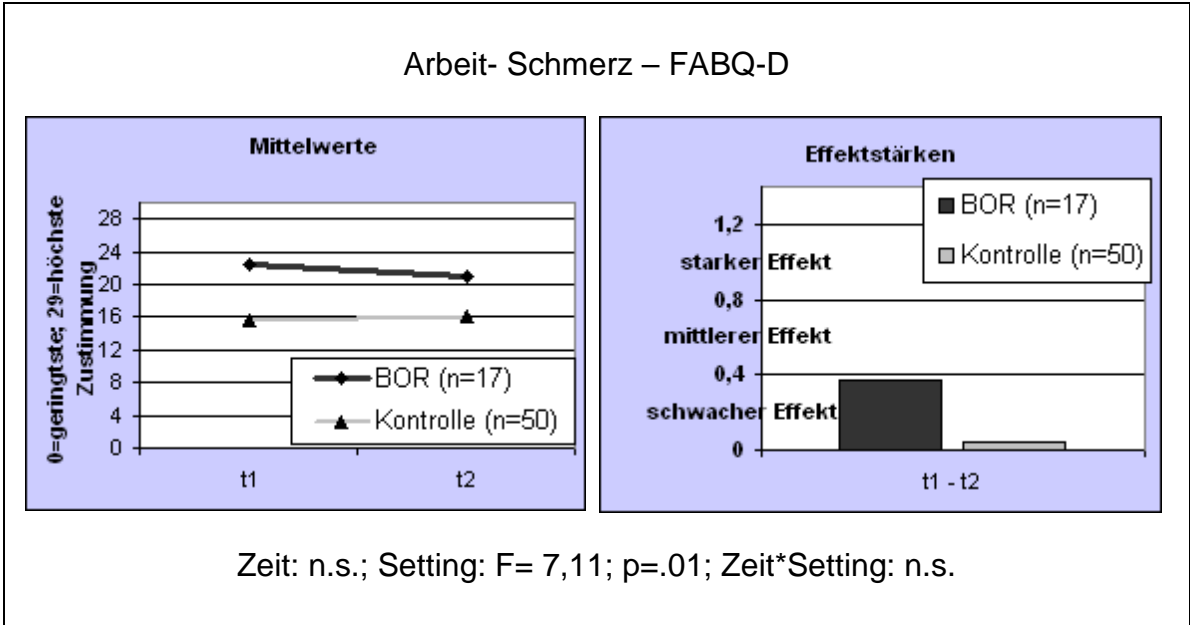 Arbeit- Schmerz – FABQ-D
Mittelwerte
0=geringtste; 29=höchste
Zustimmung
28
24
20
16
12
8
4
0
BOR (n=17)
Kontrolle (n=50)
t1
t2
Effektstärken
BOR (n=17)
Kontrolle (n=50)
1,2
starker Effekt
0,8
mittlerer Effekt
0,4
schwacher Effekt
0
t1 - t2
Zeit: n.s.; Setting: F= 7,11; p=.01; Zeit*Setting: n.s.